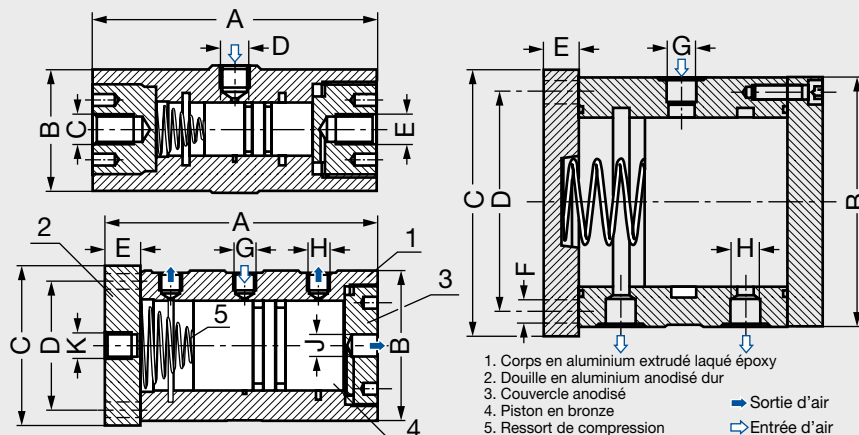 A
D
B
C
E
A
2
E
G
H
1
3
C
D
K
5
J
B
4
E
G
C
D
B
F
H
1. Corps en aluminium extrudé laqué époxy
2. Douille en aluminium anodisé dur
3. Couvercle anodisé
4. Piston en bronze
5. Ressort de compression
Sortie d'air
Entrée d'air